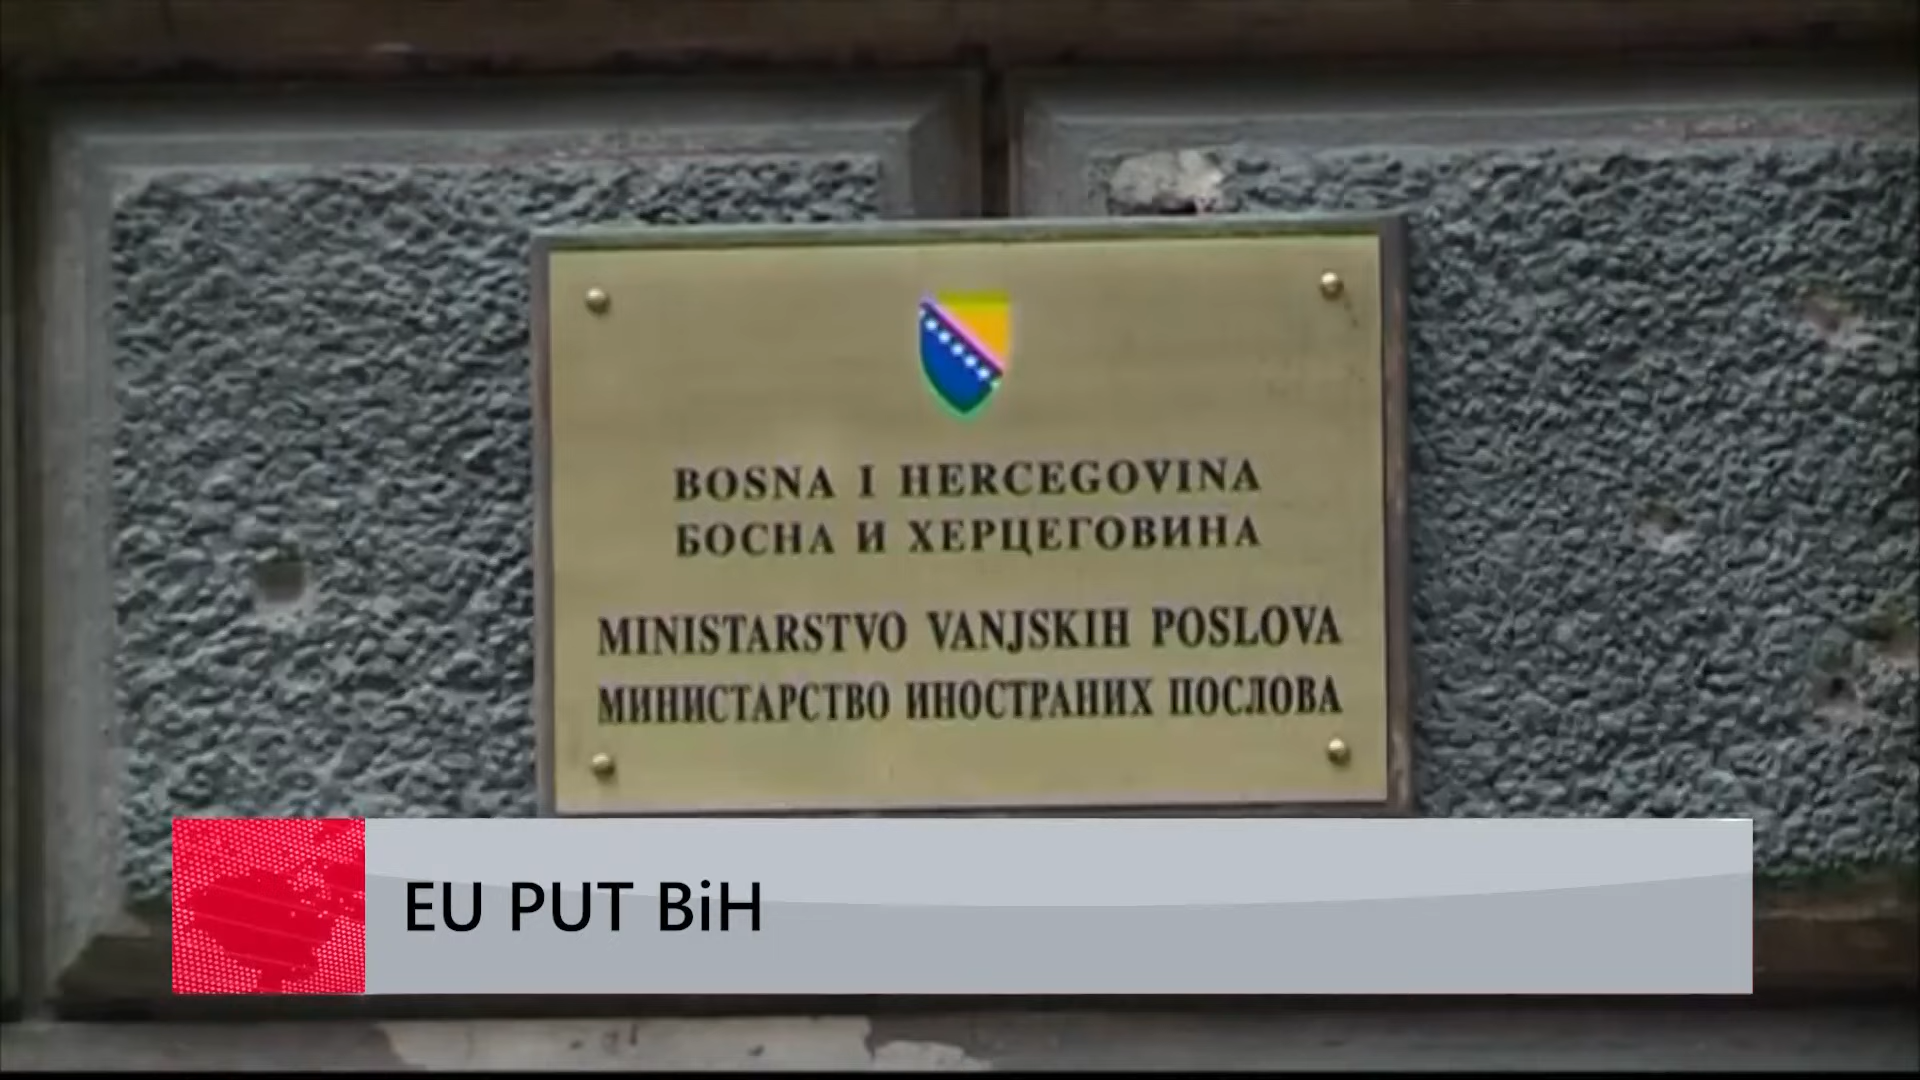 BOSNA I HERCEGOVINA
БОСНА И ХЕРЦЕГОВИНА
MINISTARSTVO VANJSKIH POSLOVA
МИНИСТАРСТВО ИНОСТРАНИХ ПОСЛОВА
EU PUT BiH